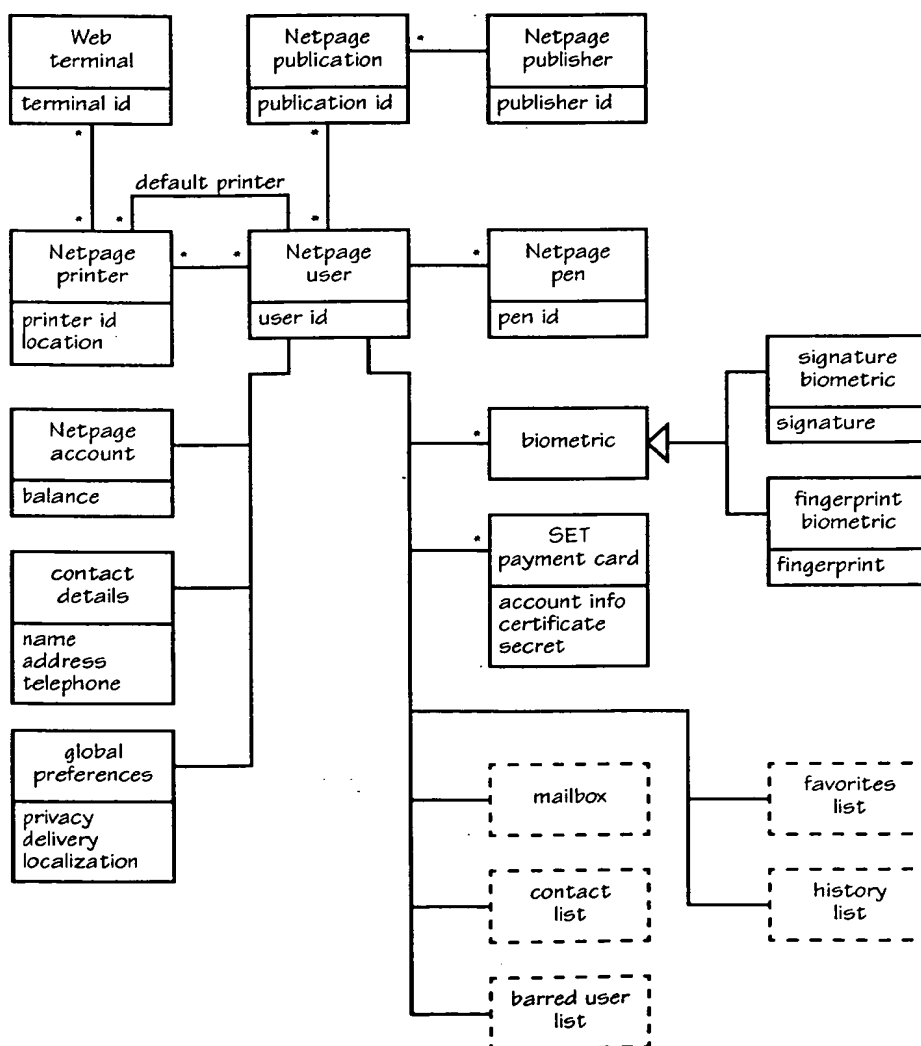 Web
terminal
terminal id
Netpage
publication
publication id
Netpage
publisher
publisher id
*
*
*
default printer
*
*
*
Netpage
printer
printer id
location
*
*
Netpage
user
user id
*
Netpage
pen
pen id
Netpage
account
balance
contact
details
name
address
telephone
global
preferences
privacy
delivery
localization
*
biometric
signature
biometric
signature
fingerprint
biometric
fingerprint
*
SET
payment card
account info
certificate
secret
mailbox
favorites
list
contact
list
history
list
barred user
list